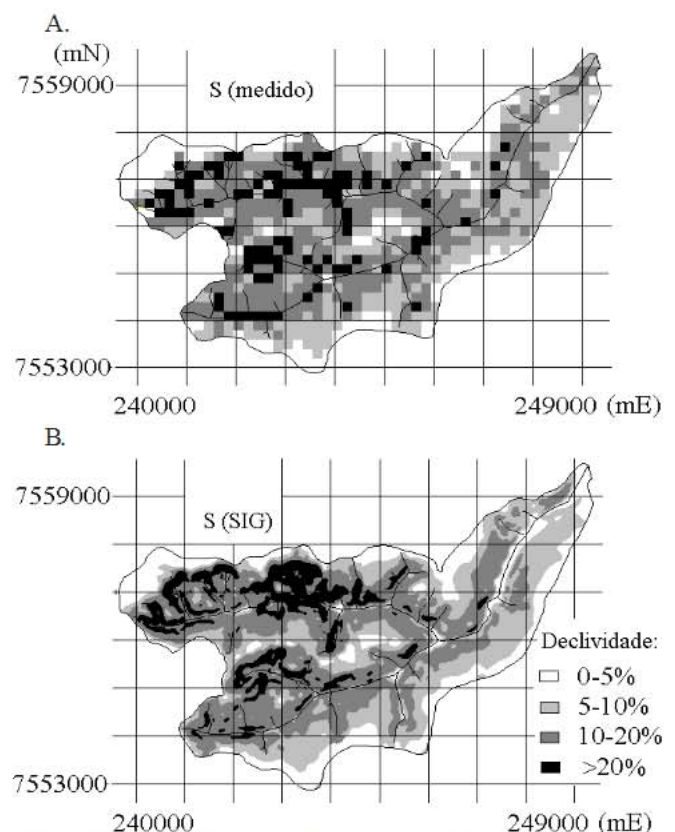 A.
(mN)
7559000
S (medido)
7553000
240000
249000 (mE)
B.
7559000
S (SIG)
Declividade:
0-5%
5-10%
10-20%
>20%
7553000
240000
249000 (mE)